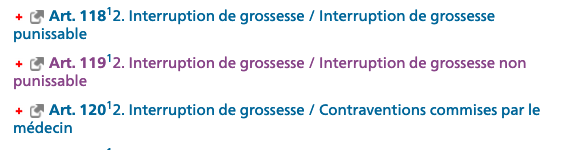 + Art. 118¹2. Interruption de grossesse / Interruption de grossesse
punissable
+ Art. 119¹2. Interruption de grossesse / Interruption de grossesse non
punissable
+ Art. 120¹2. Interruption de grossesse / Contraventions commises par le
médecin